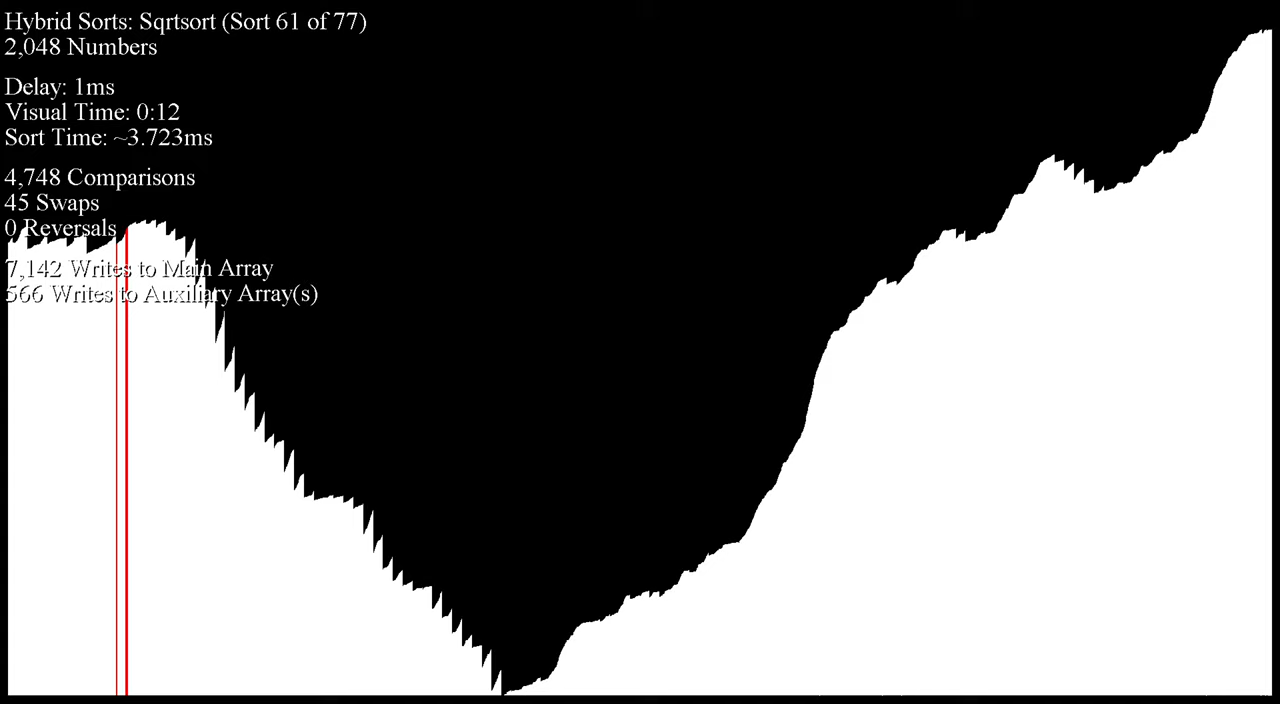 Hybrid Sorts: Sqrtsort (Sort 61 of 77)
2,048 Numbers
Delay: 1ms
Visual Time: 0:12
Sort Time: ~3.723ms
4,748 Comparisons
45 Swaps
0 Reversals
7,142 Writes to Main Array
566 Writes to Auxiliary Array(s)